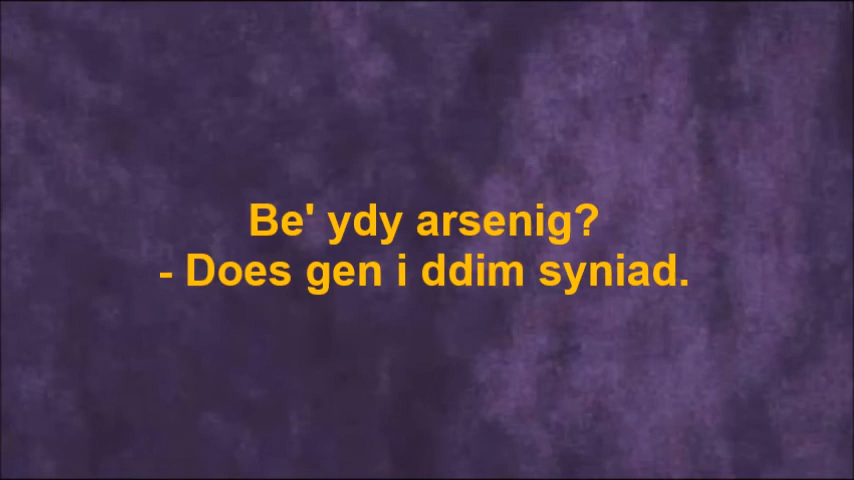 Be' ydy arsenig?
- Does gen i ddim syniad.